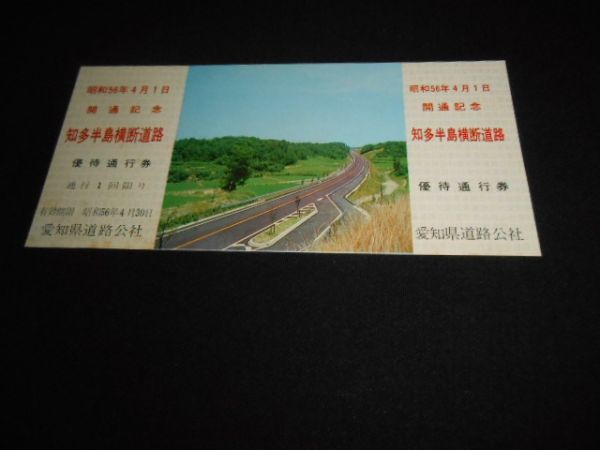 昭和56年4月1日
開通記念
知多半島横断道路
優待通行券
通行1回限り
有効期限 昭和56年4月30日
愛知県道路公社
昭和56年4月1日
開通記念
知多半島横断道路
優待通行券
愛知県道路公社